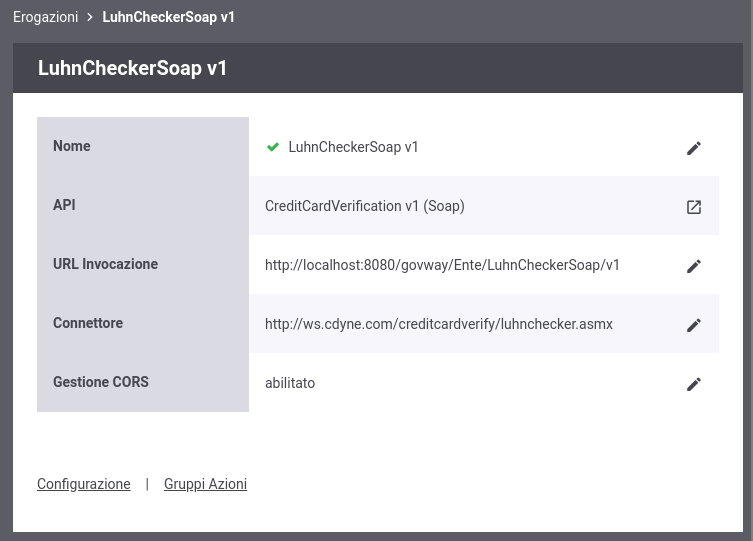 Erogazioni > LuhnCheckerSoap v1
LuhnCheckerSoap v1
Nome LuhnCheckerSoap v1
API CreditCardVerification v1 (Soap)
URL Invocazione http://localhost:8080/govway/Ente/LuhnCheckerSoap/v1
Connettore http://ws.cdyne.com/creditcardverify/luhnchecker.asmx
Gestione CORS abilitato
Configurazione | Gruppi Azioni